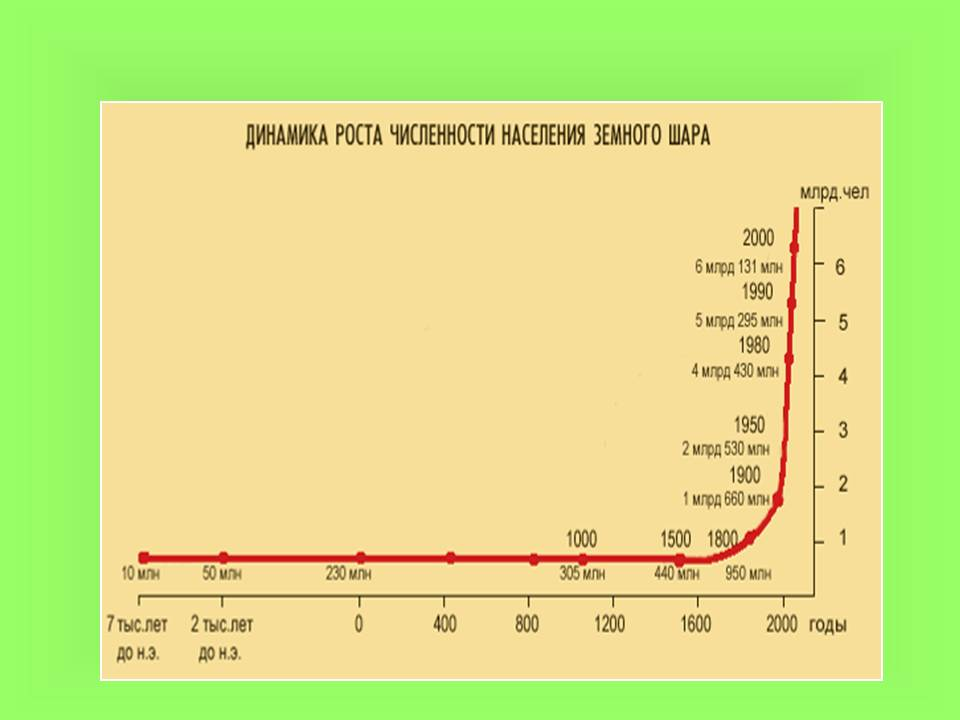 ДИНАМИКА РОСТА ЧИСЛЕННОСТИ НАСЕЛЕНИЯ ЗЕМНОГО ШАРА
млрд.чел
2000
6 млрд 131 млн
6
1990
5 млрд 295 млн
5
1980
4 млрд 430 млн
4
1950
3
2 млрд 530 млн
1900
2
1 млрд 660 млн
1000 1500 1800
1
10 млн 50 млн 230 млн 305 млн 440 млн 950 млн
7 тыс.лет 2 тыс.лет 0 400 800 1200 1600 2000 годы
до н.э. до н.э.